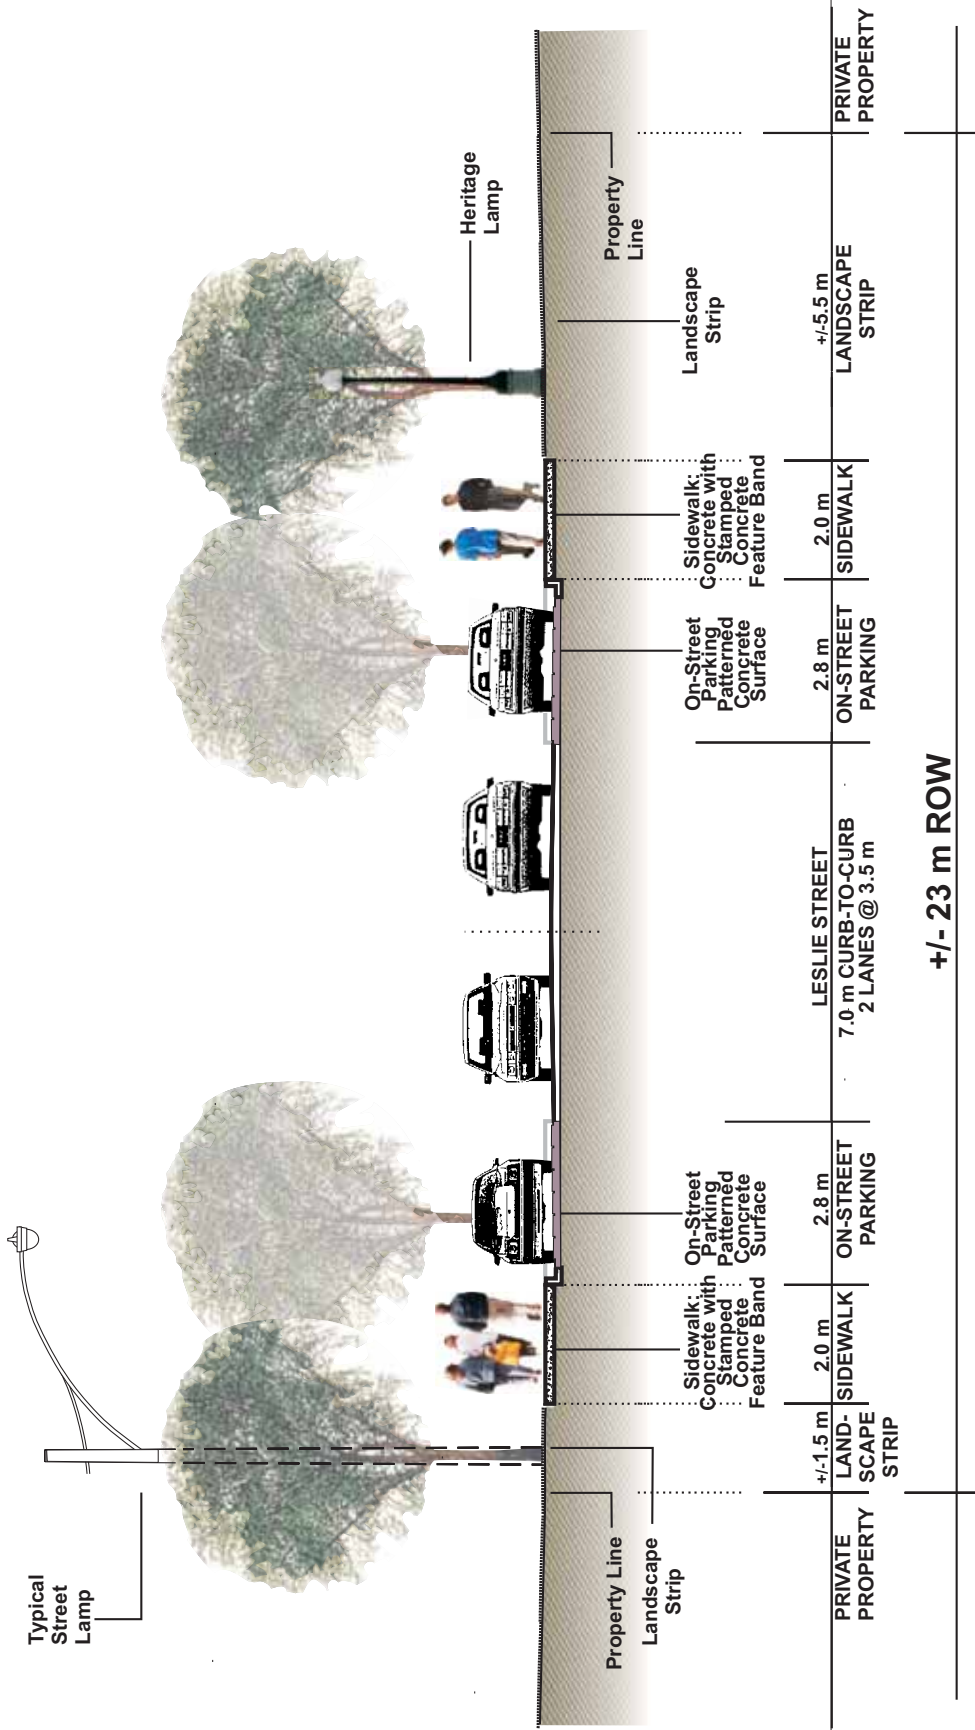 Typical
Street
Lamp
Heritage
Lamp
Property Line
Landscape
Strip
Property
Line
Sidewalk:
Concrete with
Stamped
Concrete
Feature Band
On-Street
Parking
Patterned
Concrete
Surface
On-Street
Parking
Patterned
Concrete
Surface
Sidewalk:
Concrete with
Stamped
Concrete
Feature Band
Landscape
Strip
PRIVATE
PROPERTY
+/-1.5 m
LAND-
SCAPE
STRIP
2.0 m
SIDEWALK
2.8 m
ON-STREET
PARKING
LESLIE STREET
7.0 m CURB-TO-CURB
2 LANES @ 3.5 m
2.8 m
ON-STREET
PARKING
2.0 m
SIDEWALK
+/-5.5 m
LANDSCAPE
STRIP
PRIVATE
PROPERTY
+/- 23 m ROW